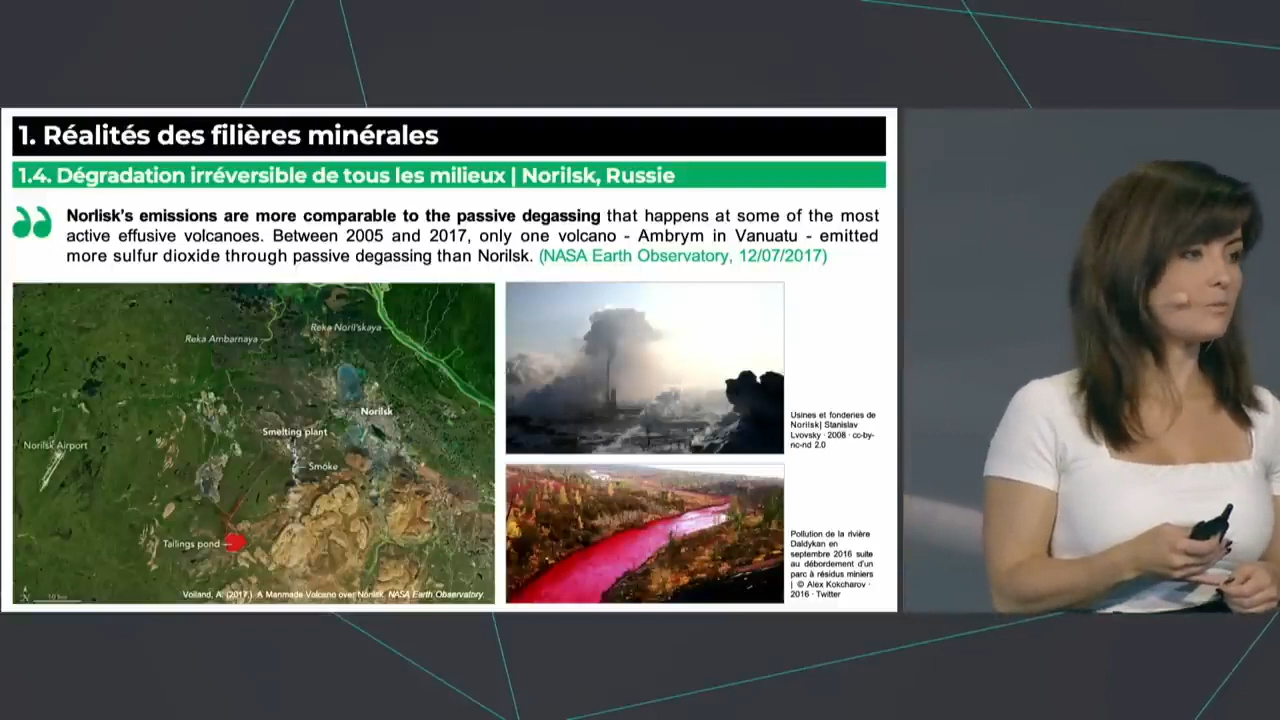 1. Réalités des filières minérales
1.4. Dégradation irréversible de tous les milieux | Norilsk, Russie
Norlisk's emissions are more comparable to the passive degassing that happens at some of the most
active effusive volcanoes. Between 2005 and 2017, only one volcano - Ambrym in Vanuatu - emitted
more sulfur dioxide through passive degassing than Norilsk. (NASA Earth Observatory, 12/07/2017)
Reka Noril'skaya
Reka Ambarnaya
Norilsk
Smelting plant
Norilsk Airport
Smoke
Tailings pond
N
10 km
Volland, A. (2017.). A Manmade Volcano over Norilsk. NASA Earth Observatory.
Usines et fonderies de
Norilsk| Stanislav
Lvovsky · 2008 · cc-by-
nc-nd 2.0
Pollution de la rivière
Daldykan en
septembre 2016 suite
au débordement d'un
parc à résidus miniers
| © Alex Kokcharov ·
2016 · Twitter